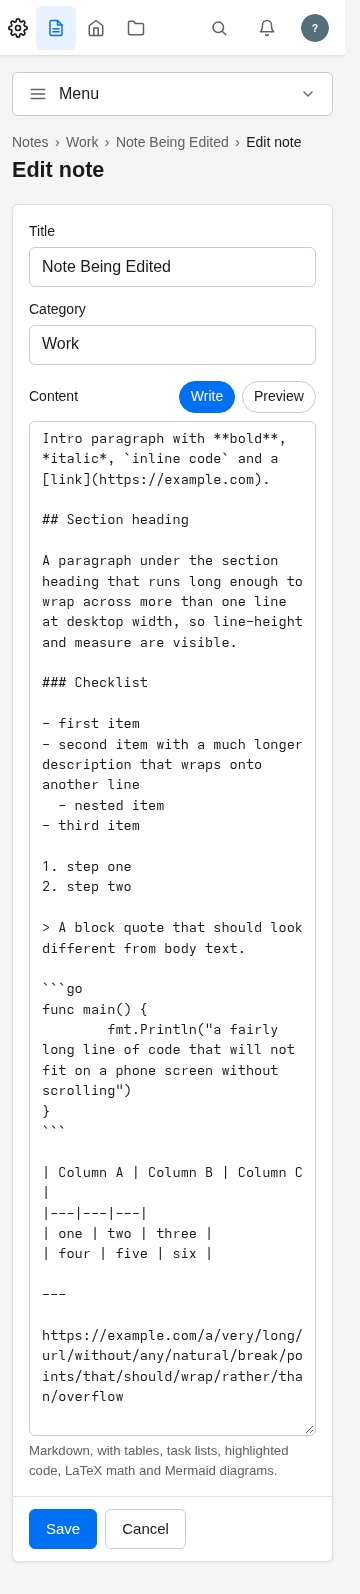 ?
Menu
Notes › Work › Note Being Edited › Edit note
Edit note
Title
Note Being Edited
Category
Work
Content
Write
Preview
Intro paragraph with **bold**,
*italic*, `inline code` and a
[link](https://example.com).

## Section heading

A paragraph under the section
heading that runs long enough to
wrap across more than one line
at desktop width, so line-height
and measure are visible.

### Checklist

- first item
- second item with a much longer
description that wraps onto
another line
  - nested item
- third item

1. step one
2. step two

> A block quote that should look
different from body text.

```go
func main() {
        fmt.Println("a fairly
long line of code that will not
fit on a phone screen without
scrolling")
}
```

| Column A | Column B | Column C
|
|---|---|---|
| one | two | three |
| four | five | six |

---

https://example.com/a/very/long/
url/without/any/natural/break/po
ints/that/should/wrap/rather/tha
n/overflow
Markdown, with tables, task lists, highlighted
code, LaTeX math and Mermaid diagrams.
Save
Cancel